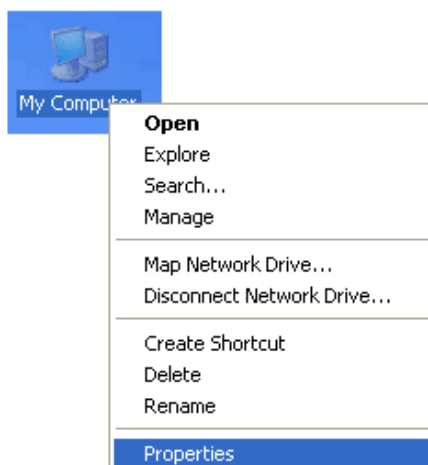 My Computer
Open
Explore
Search...
Manage
Map Network Drive...
Disconnect Network Drive...
Create Shortcut
Delete
Rename
Properties